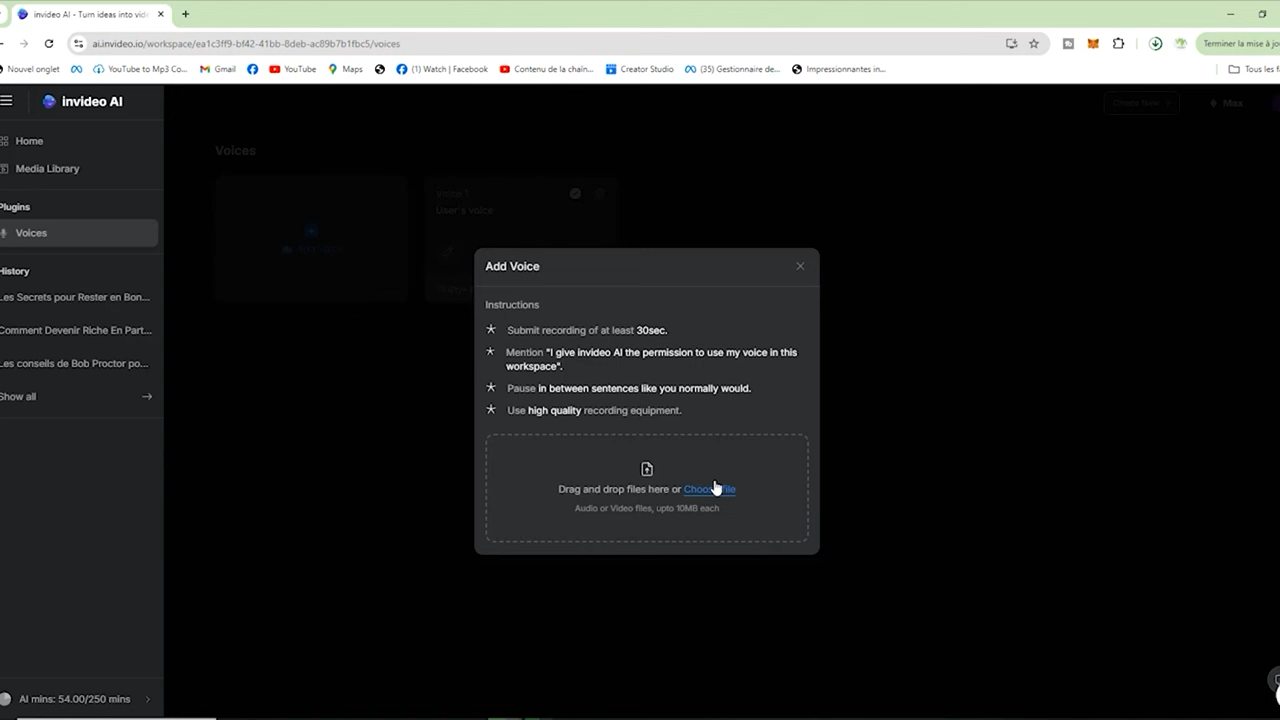 invideo AI - Turn ideas into vid
ai.invideo.io/workspace/ea1c3ff9-bf42-41bb-8deb-ac89b7b1fbc5/voices
Terminer la mise à jo
Nouvel onglet
YouTube to Mp3 Co...
Gmail
YouTube
Maps
(1) Watch | Facebook
Contenu de la chaîn...
Creator Studio
(35) Gestionnaire de...
Impressionnantes in...
Tous les f
invideo AI
Create New
Max
Home
Media Library
Plugins
Voices
History
Les Secrets pour Rester en Bon...
Comment Devenir Riche En Part...
Les conseils de Bob Proctor po...
Show all
AI mins: 54.00/250 mins
Voices
User's voice
Add Voice
Instructions
Submit recording of at least 30sec.
Mention "I give invideo AI the permission to use my voice in this
workspace".
Pause in between sentences like you normally would.
Use high quality recording equipment.
Drag and drop files here or Choose file
Audio or Video files, upto 10MB each